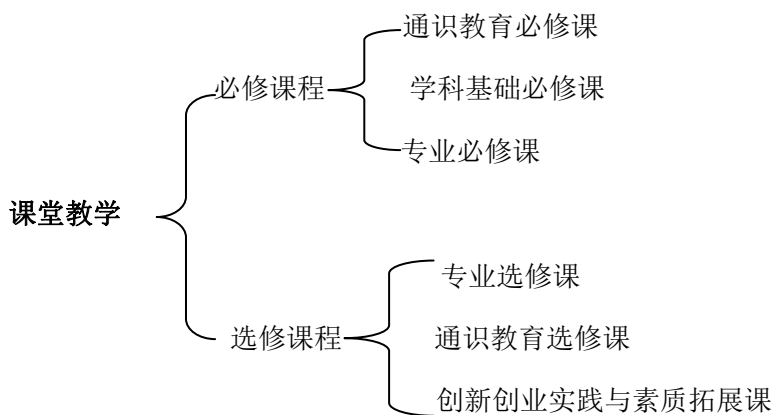 通识教育必修课
必修课程
学科基础必修课
专业必修课
课堂教学
专业选修课
选修课程
通识教育选修课
创新创业实践与素质拓展课